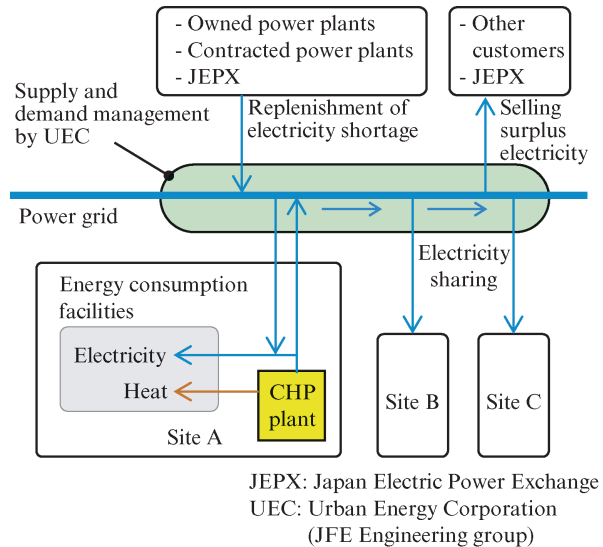 - Owned power plants
- Contracted power plants
- JEPX
- Other
customers
- JEPX
Supply and
demand management
by UEC
Replenishment of
electricity shortage
Selling
surplus
electricity
Power grid
Electricity
sharing
Energy consumption
facilities
Electricity
Heat
CHP
plant
Site A
Site B
Site C
JEPX: Japan Electric Power Exchange
UEC: Urban Energy Corporation
(JFE Engineering group)